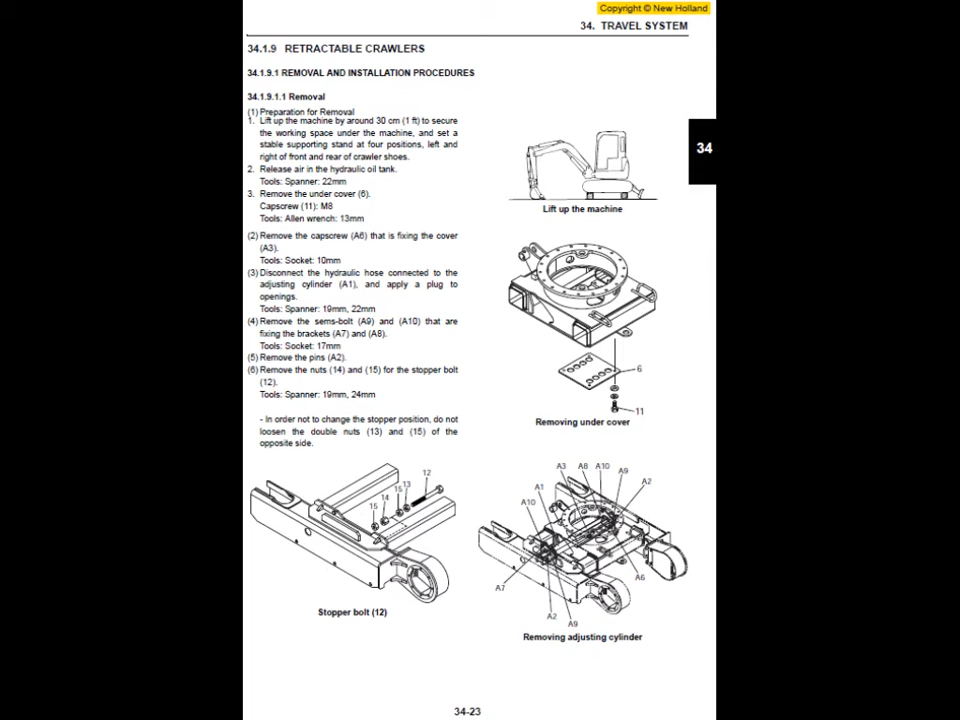 Copyright © New Holland
34. TRAVEL SYSTEM
34.1.9 RETRACTABLE CRAWLERS
34.1.9.1 REMOVAL AND INSTALLATION PROCEDURES
34.1.9.1.1 Removal
(1) Preparation for Removal
1. Lift up the machine by around 30 cm (1 ft) to secure
the working space under the machine, and set a
stable supporting stand at four positions, left and
right of front and rear of crawler shoes.
2. Release air in the hydraulic oil tank.
Tools: Spanner: 22mm
3. Remove the under cover (6).
Capscrew (11): M8
Tools: Allen wrench: 13mm
(2) Remove the capscrew (A6) that is fixing the cover
(A3).
Tools: Socket: 10mm
(3) Disconnect the hydraulic hose connected to the
adjusting cylinder (A1), and apply a plug to
openings.
Tools: Spanner: 19mm, 22mm
(4) Remove the sems-bolt (A9) and (A10) that are
fixing the brackets (A7) and (A8).
Tools: Socket: 17mm
(5) Remove the pins (A2).
(6) Remove the nuts (14) and (15) for the stopper bolt
(12).
Tools: Spanner: 19mm, 24mm
- In order not to change the stopper position, do not
loosen the double nuts (13) and (15) of the
opposite side.
12
13
15
14
15
Stopper bolt (12)
34
Lift up the machine
6
11
Removing under cover
A3 A8 A10 A9
A2
A1
A10
A6
A7
A2
A9
Removing adjusting cylinder
34-23